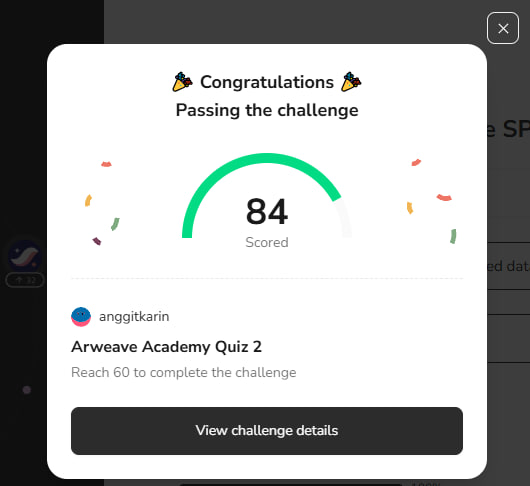 Congratulations
Passing the challenge
e SP
84
Scored
ed dat
32
anggitkarin
Arweave Academy Quiz 2
Reach 60 to complete the challenge
View challenge details